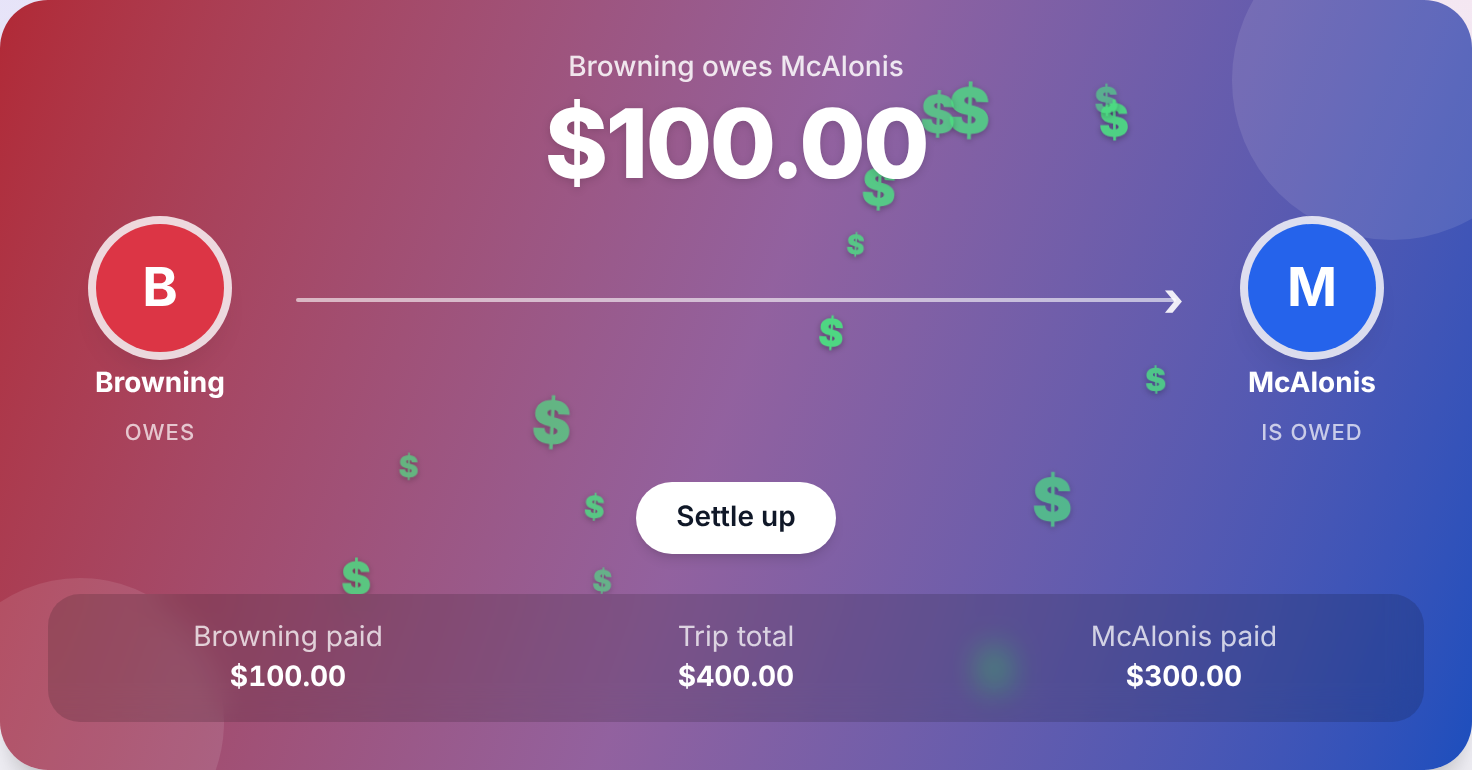 Browning owes McAlonis
$100.00
$
$
$
$
$
$
B
›
M
$
$
Browning
McAlonis
$
OWES
IS OWED
$
$
$
Settle up
$
$
$
Browning paid
Trip total
McAlonis paid
$100.00
$400.00
$300.00